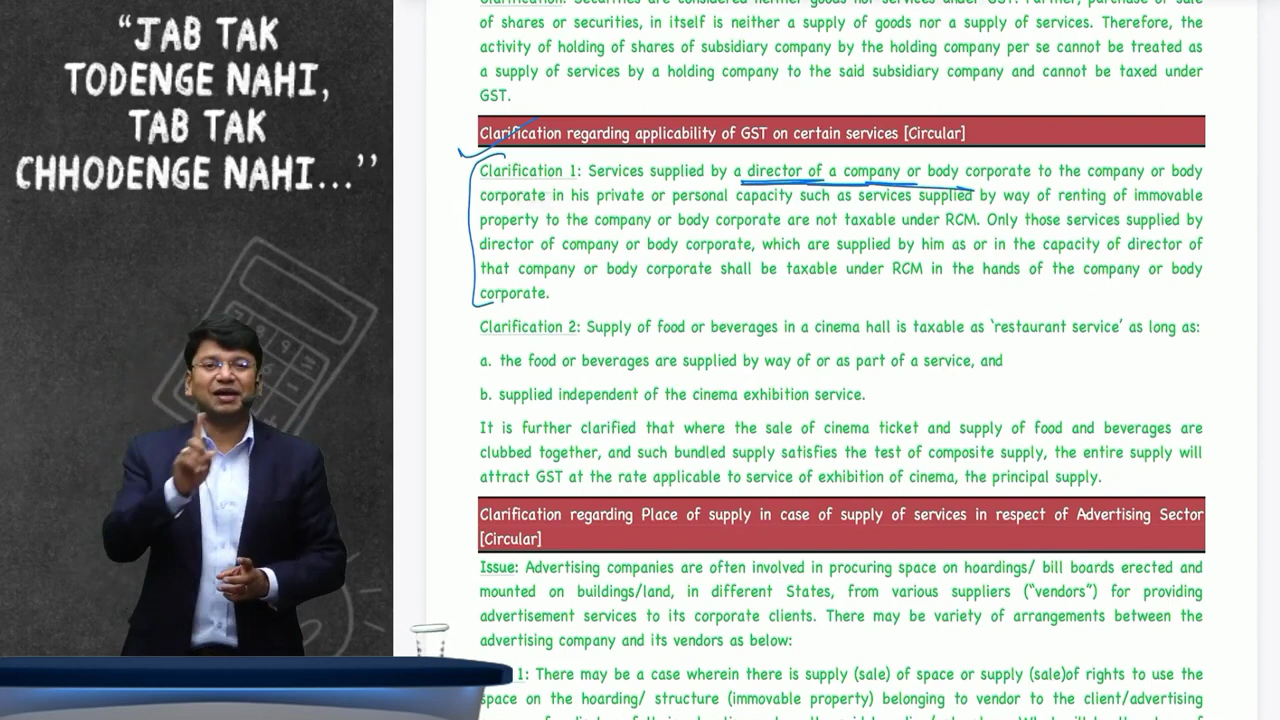 “JAB TAK
TODENGE NAHI,
TAB TAK
CHHODENGE NAHI...’’
of shares or securities, in itself is neither a supply of goods nor a supply of services. Therefore, the
activity of holding of shares of subsidiary company by the holding company per se cannot be treated as
a supply of services by a holding company to the said subsidiary company and cannot be taxed under
GST.
Clarification regarding applicability of GST on certain services [Circular]
Clarification 1: Services supplied by a director of a company or body corporate to the company or body
corporate in his private or personal capacity such as services supplied by way of renting of immovable
property to the company or body corporate are not taxable under RCM. Only those services supplied by
director of company or body corporate, which are supplied by him as or in the capacity of director of
that company or body corporate shall be taxable under RCM in the hands of the company or body
corporate.
Clarification 2: Supply of food or beverages in a cinema hall is taxable as ‘restaurant service’ as long as:
a. the food or beverages are supplied by way of or as part of a service, and
b. supplied independent of the cinema exhibition service.
It is further clarified that where the sale of cinema ticket and supply of food and beverages are
clubbed together, and such bundled supply satisfies the test of composite supply, the entire supply will
attract GST at the rate applicable to service of exhibition of cinema, the principal supply.
Clarification regarding Place of supply in case of supply of services in respect of Advertising Sector
[Circular]
Issue: Advertising companies are often involved in procuring space on hoardings/ bill boards erected and
mounted on buildings/land, in different States, from various suppliers (“vendors”) for providing
advertisement services to its corporate clients. There may be variety of arrangements between the
advertising company and its vendors as below:
1: There may be a case wherein there is supply (sale) of space or supply (sale)of rights to use the
space on the hoarding/ structure (immovable property) belonging to vendor to the client/advertising